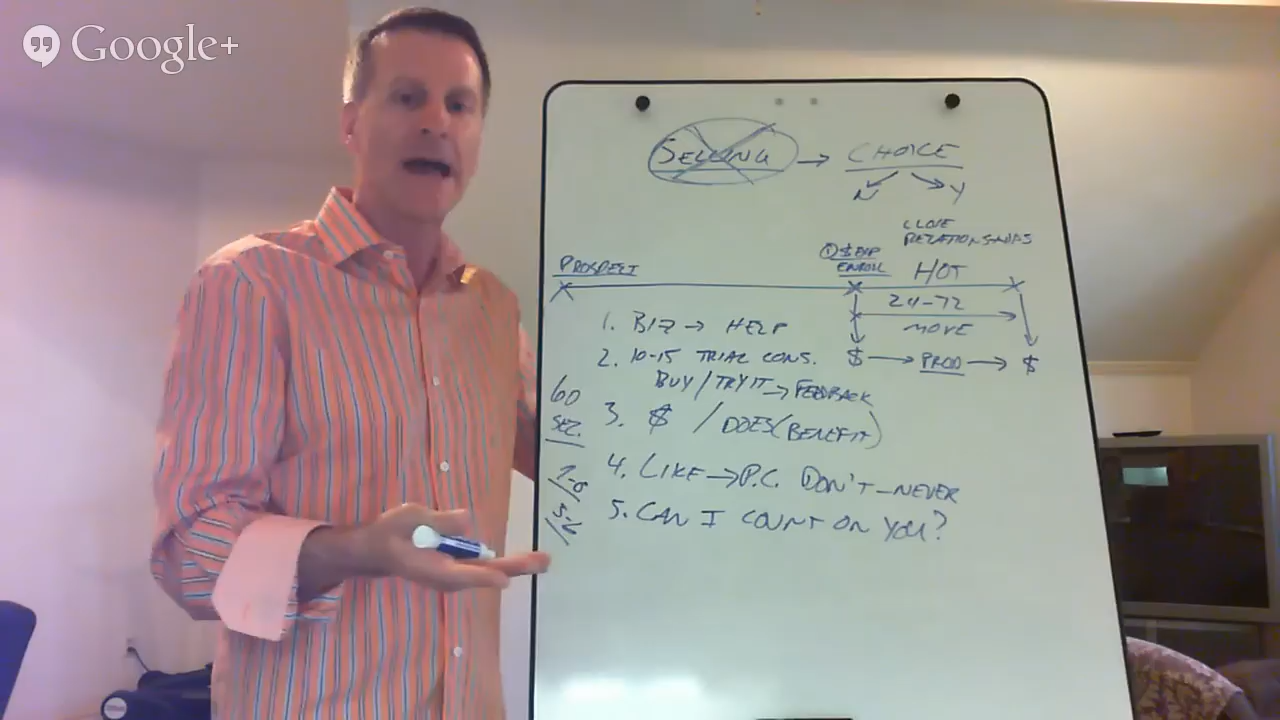 Google+
SELLING → CHOICE
N Y
CLOSE
RELATIONSHIPS
PROSPECT
① $ EXP
ENROLL
HOT
24-72
MOVE
$ → PROD → $
1. BIZ → HELP
2. 10-15 TRIAL CONS.
BUY/TRY IT → FEEDBACK
60
SEC.
3. $ / DOES (BENEFIT)
4. LIKE → P.C. DON'T - NEVER
5. CAN I COUNT ON YOU?